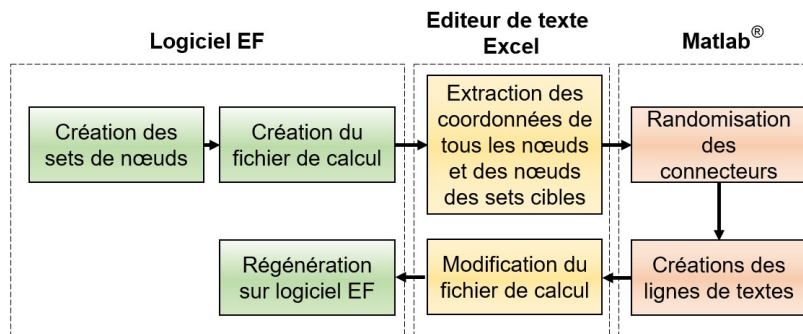 Logiciel EF
Editeur de texte
Excel
Matlab®
Création des
sets de nœuds
Création du
fichier de calcul
Extraction des
coordonnées de
tous les nœuds
et des nœuds
des sets cibles
Randomisation
des
connecteurs
Régénération
sur logiciel EF
Modification du
fichier de calcul
Créations des
lignes de textes